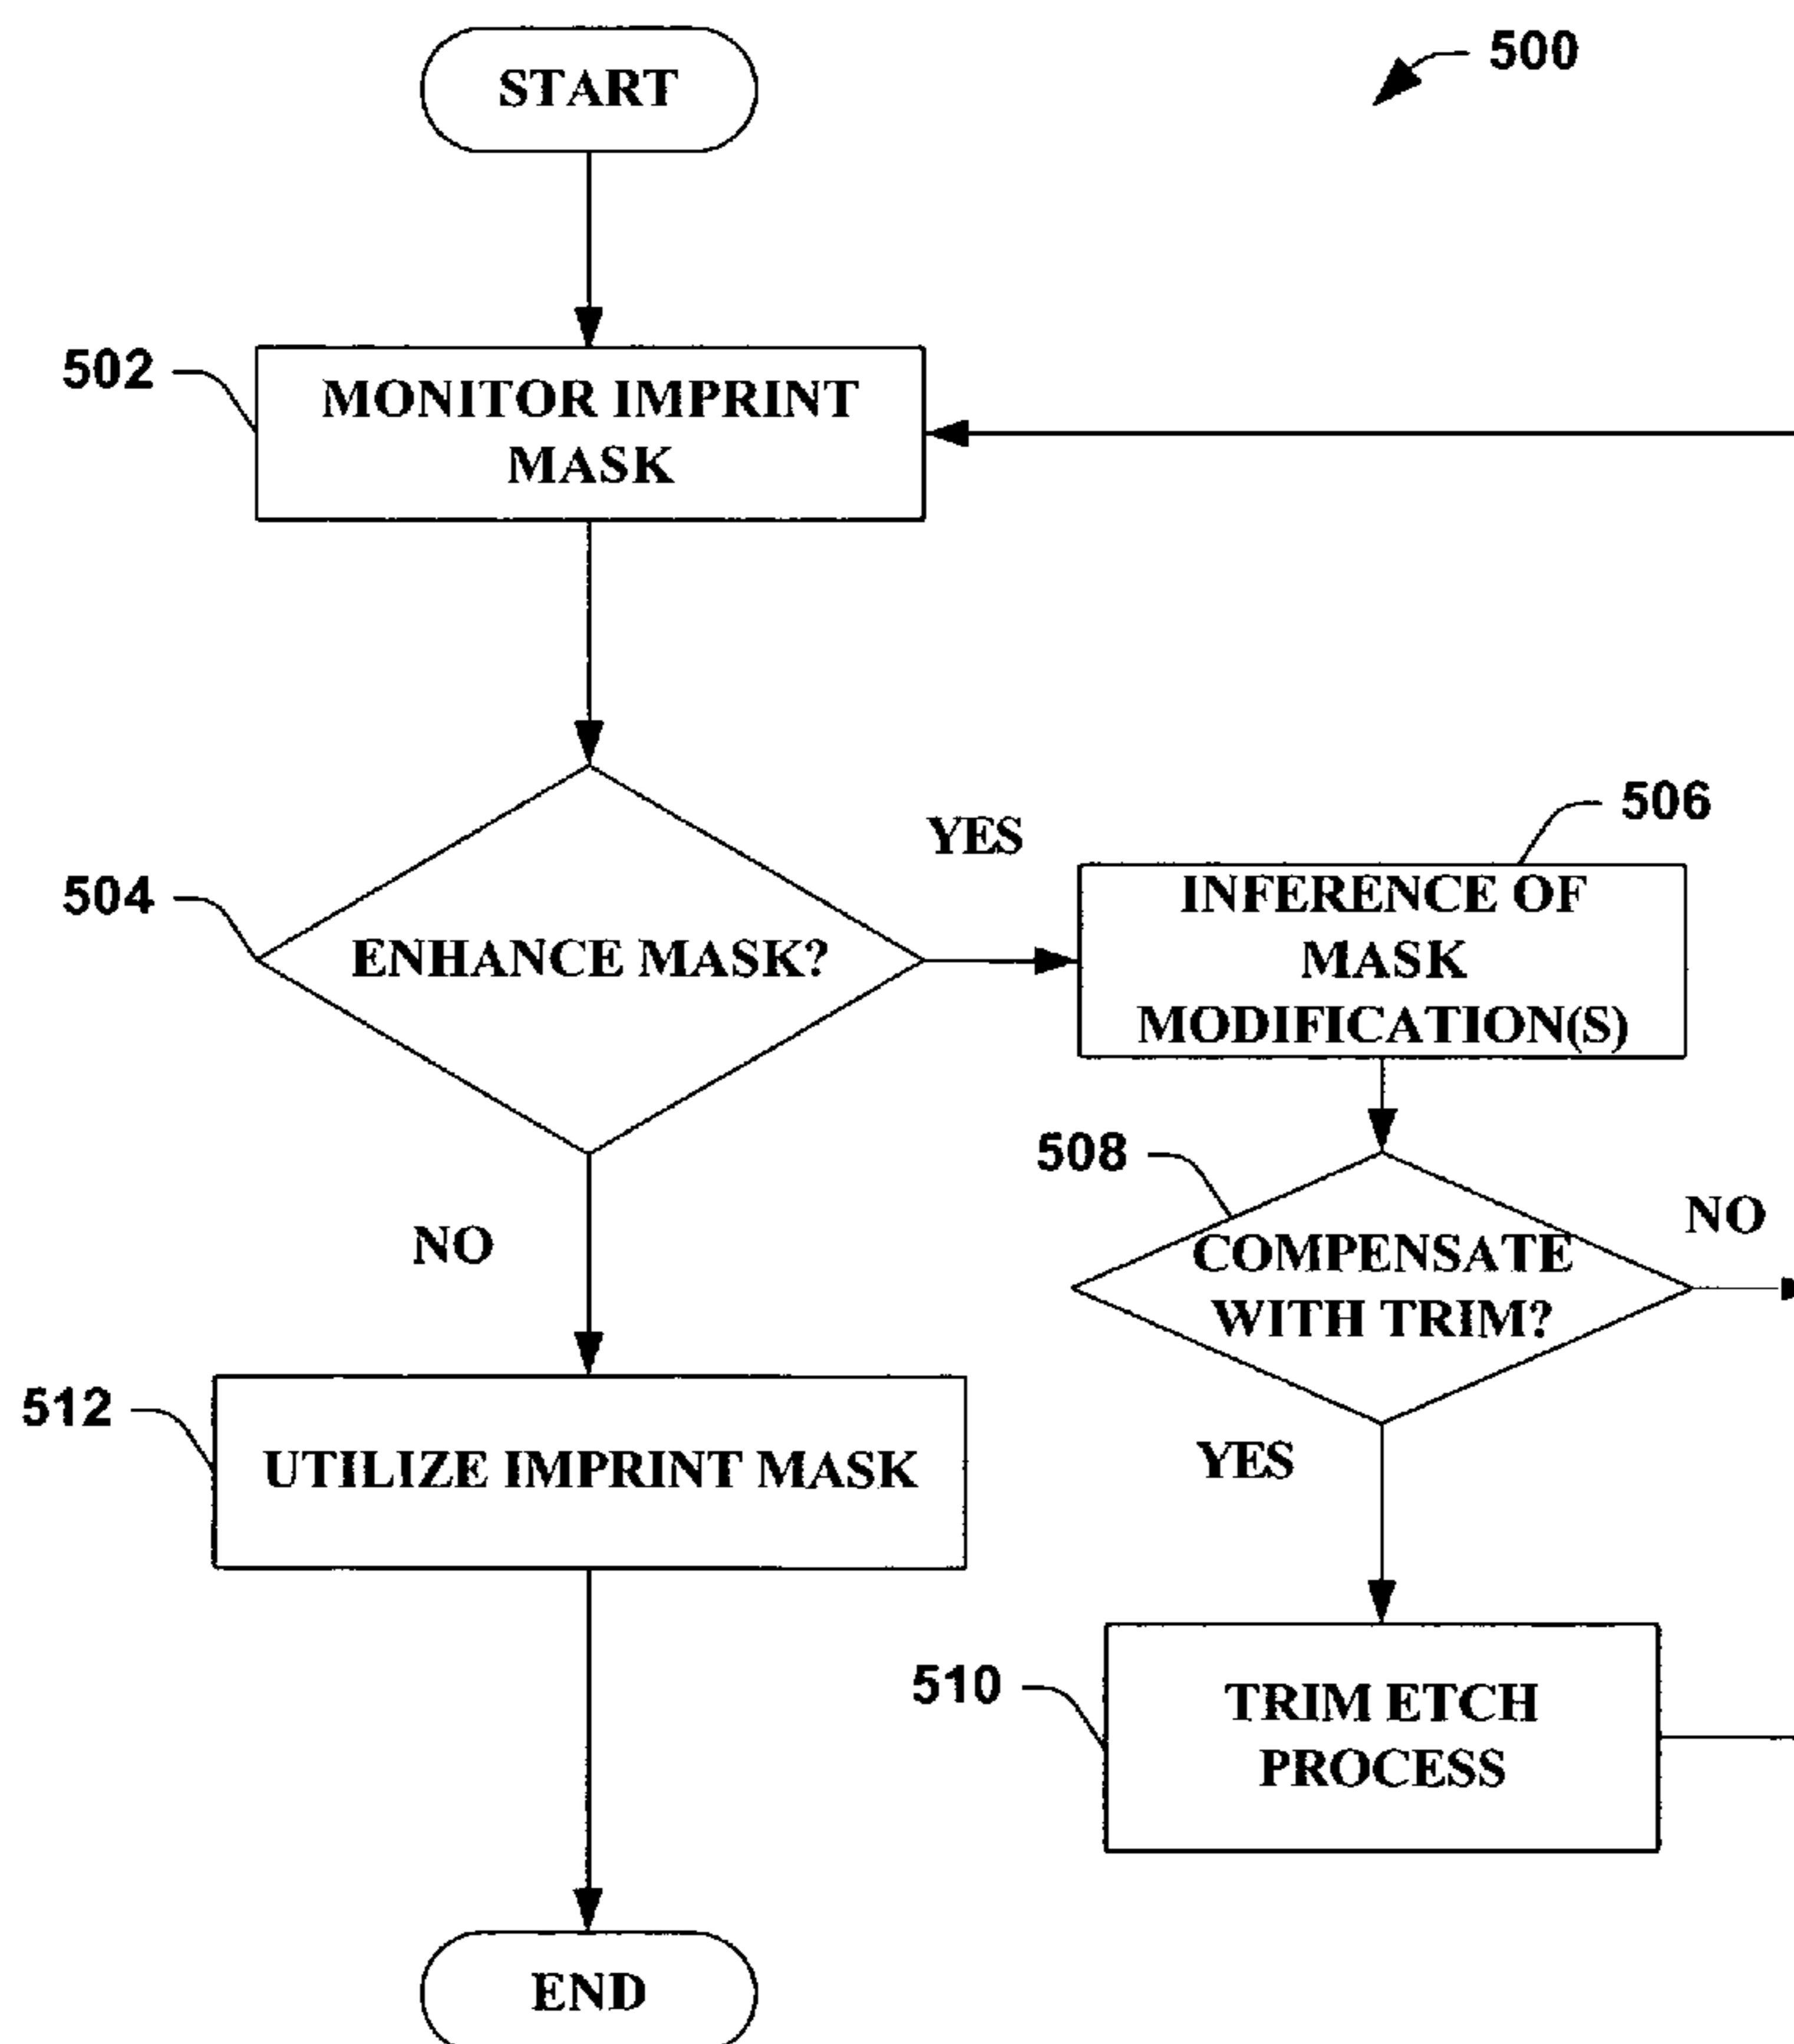 START
500
502
MONITOR IMPRINT
MASK
504
ENHANCE MASK?
YES
506
INFERENCE OF
MASK
MODIFICATION(S)
508
COMPENSATE
WITH TRIM?
NO
NO
YES
512
UTILIZE IMPRINT MASK
510
TRIM ETCH
PROCESS
END